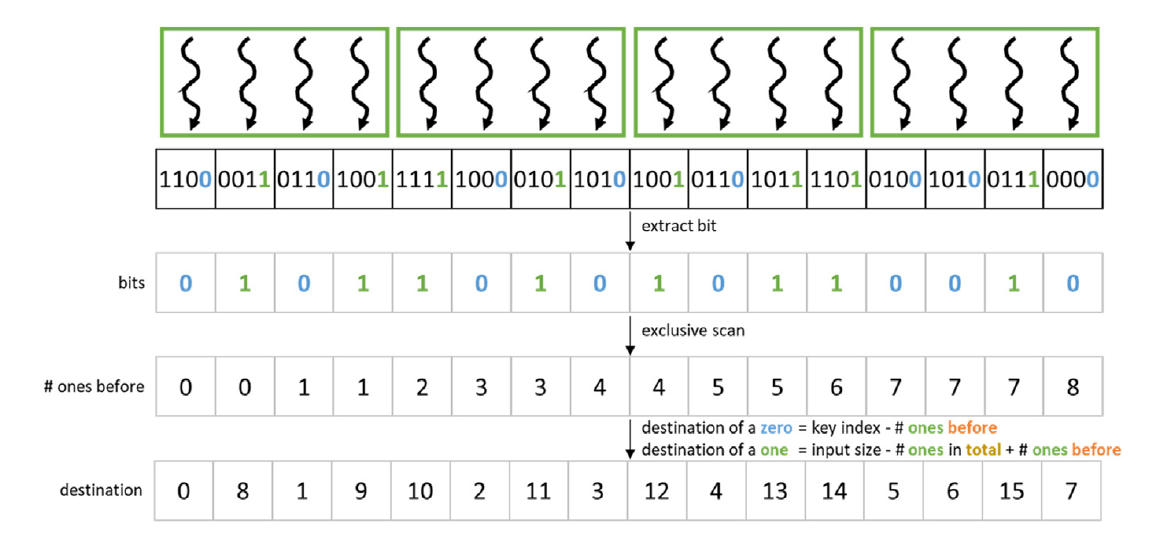 1100 0011 0110 1001 1111 1000 0101 1010 1001 0110 1011 1101 0100 1010 0111 0000
extract bit
bits 0 1 0 1 1 0 1 0 1 0 1 1 0 0 1 0
exclusive scan
# ones before 0 0 1 1 2 3 3 4 4 5 5 6 7 7 7 8
destination of a zero = key index - # ones before
destination of a one = input size - # ones in total + # ones before
destination 0 8 1 9 10 2 11 3 12 4 13 14 5 6 15 7